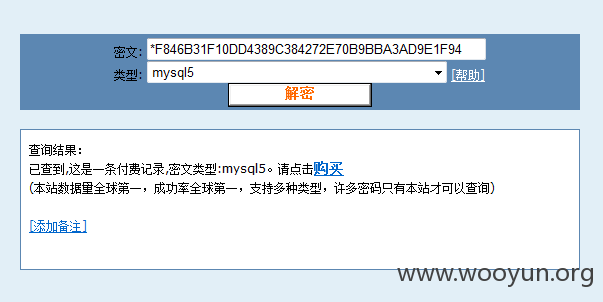 密文: *F846B31F10DD4389C384272E70B9BBA3AD9E1F94
类型: mysql5 [帮助]
解密
查询结果：
已查到,这是一条付费记录,密文类型:mysql5。请点击购买
(本站数据量全球第一，成功率全球第一，支持多种类型，许多密码只有本站才可以查询)
[添加备注]
www.wooyun.org